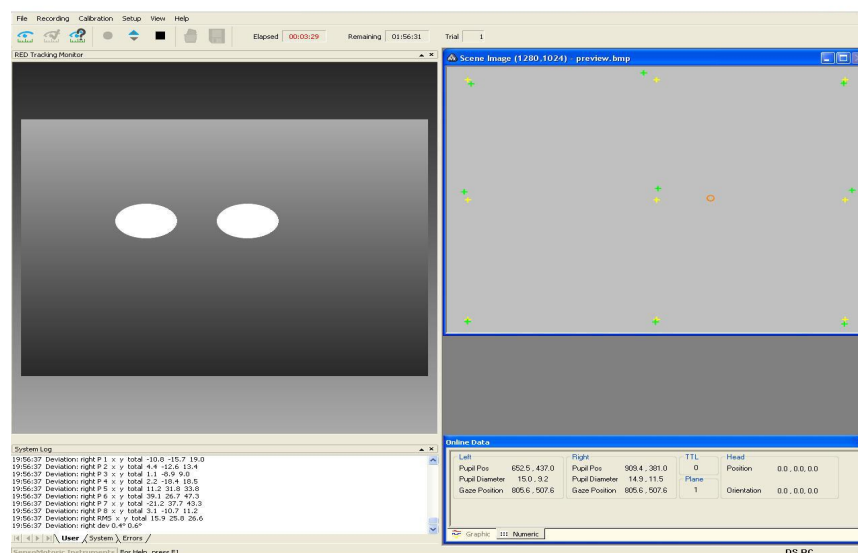 File Recording Calibration Setup View Help
Elapsed 00:03:29 Remaining 01:56:31 Trial 1
RED Tracking Monitor
Scene Image (1280,1024) - preview.bmp
System Log
19:56:37 Deviation: right P 1 x y total -10.8 -15.7 19.0
19:56:37 Deviation: right P 2 x y total 4.4 -12.6 13.4
19:56:37 Deviation: right P 3 x y total 1.1 -8.9 9.0
19:56:37 Deviation: right P 4 x y total 2.2 -18.4 18.5
19:56:37 Deviation: right P 5 x y total 11.2 31.8 33.8
19:56:37 Deviation: right P 6 x y total 39.1 26.7 47.3
19:56:37 Deviation: right P 7 x y total -21.2 37.7 43.3
19:56:37 Deviation: right P 8 x y total 3.1 -10.7 11.2
19:56:37 Deviation: right RMS x y total 15.9 25.8 26.6
19:56:37 Deviation: right dev 0.4° 0.6°
User System Errors
SensoMotoric Instruments For Help, press F1
Online Data
Left Right TTL Head
Pupil Pos 652.5 , 437.0 Pupil Pos 909.4 , 381.0 0 Position 0.0 , 0.0, 0.0
Pupil Diameter 15.0 , 9.2 Pupil Diameter 14.9 , 11.5 Plane
Gaze Position 805.6 , 507.6 Gaze Position 805.6 , 507.6 1 Orientation 0.0 , 0.0, 0.0
Graphic Numeric